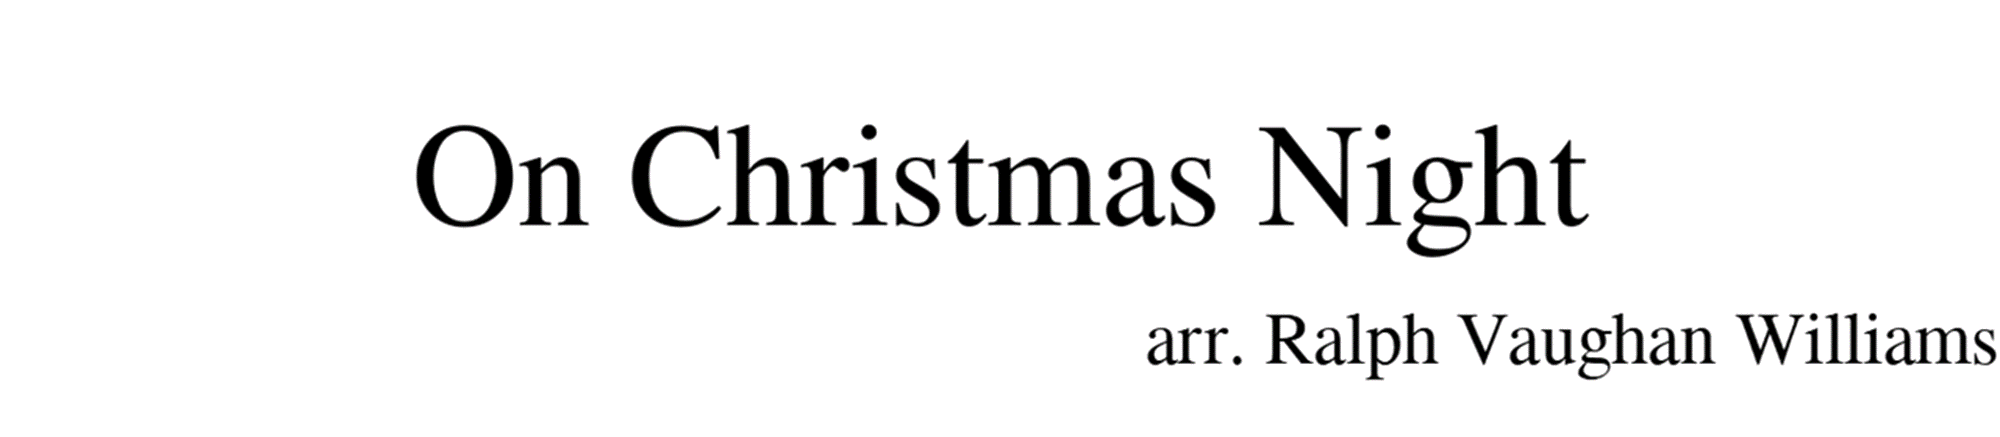 On Christmas Night
arr. Ralph Vaughan Williams